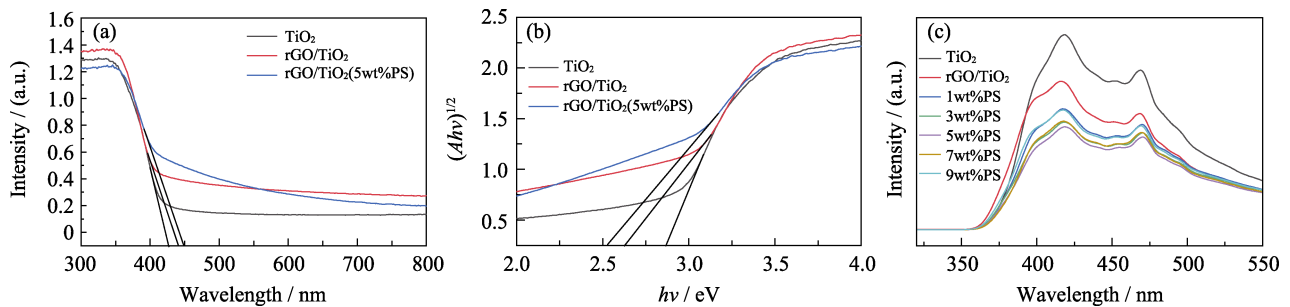 (a)
TiO₂
rGO/TiO₂
rGO/TiO₂(5wt%PS)
Intensity / (a.u.)
1.6
1.4
1.2
1.0
0.8
0.6
0.4
0.2
0
300 400 500 600 700 800
Wavelength / nm
(b)
TiO₂
rGO/TiO₂
rGO/TiO₂(5wt%PS)
(Ahν)^1/2
2.5
2.0
1.5
1.0
0.5
2.0 2.5 3.0 3.5 4.0
hν / eV
(c)
TiO₂
rGO/TiO₂
1wt%PS
3wt%PS
5wt%PS
7wt%PS
9wt%PS
Intensity / (a.u.)
350 400 450 500 550
Wavelength / nm